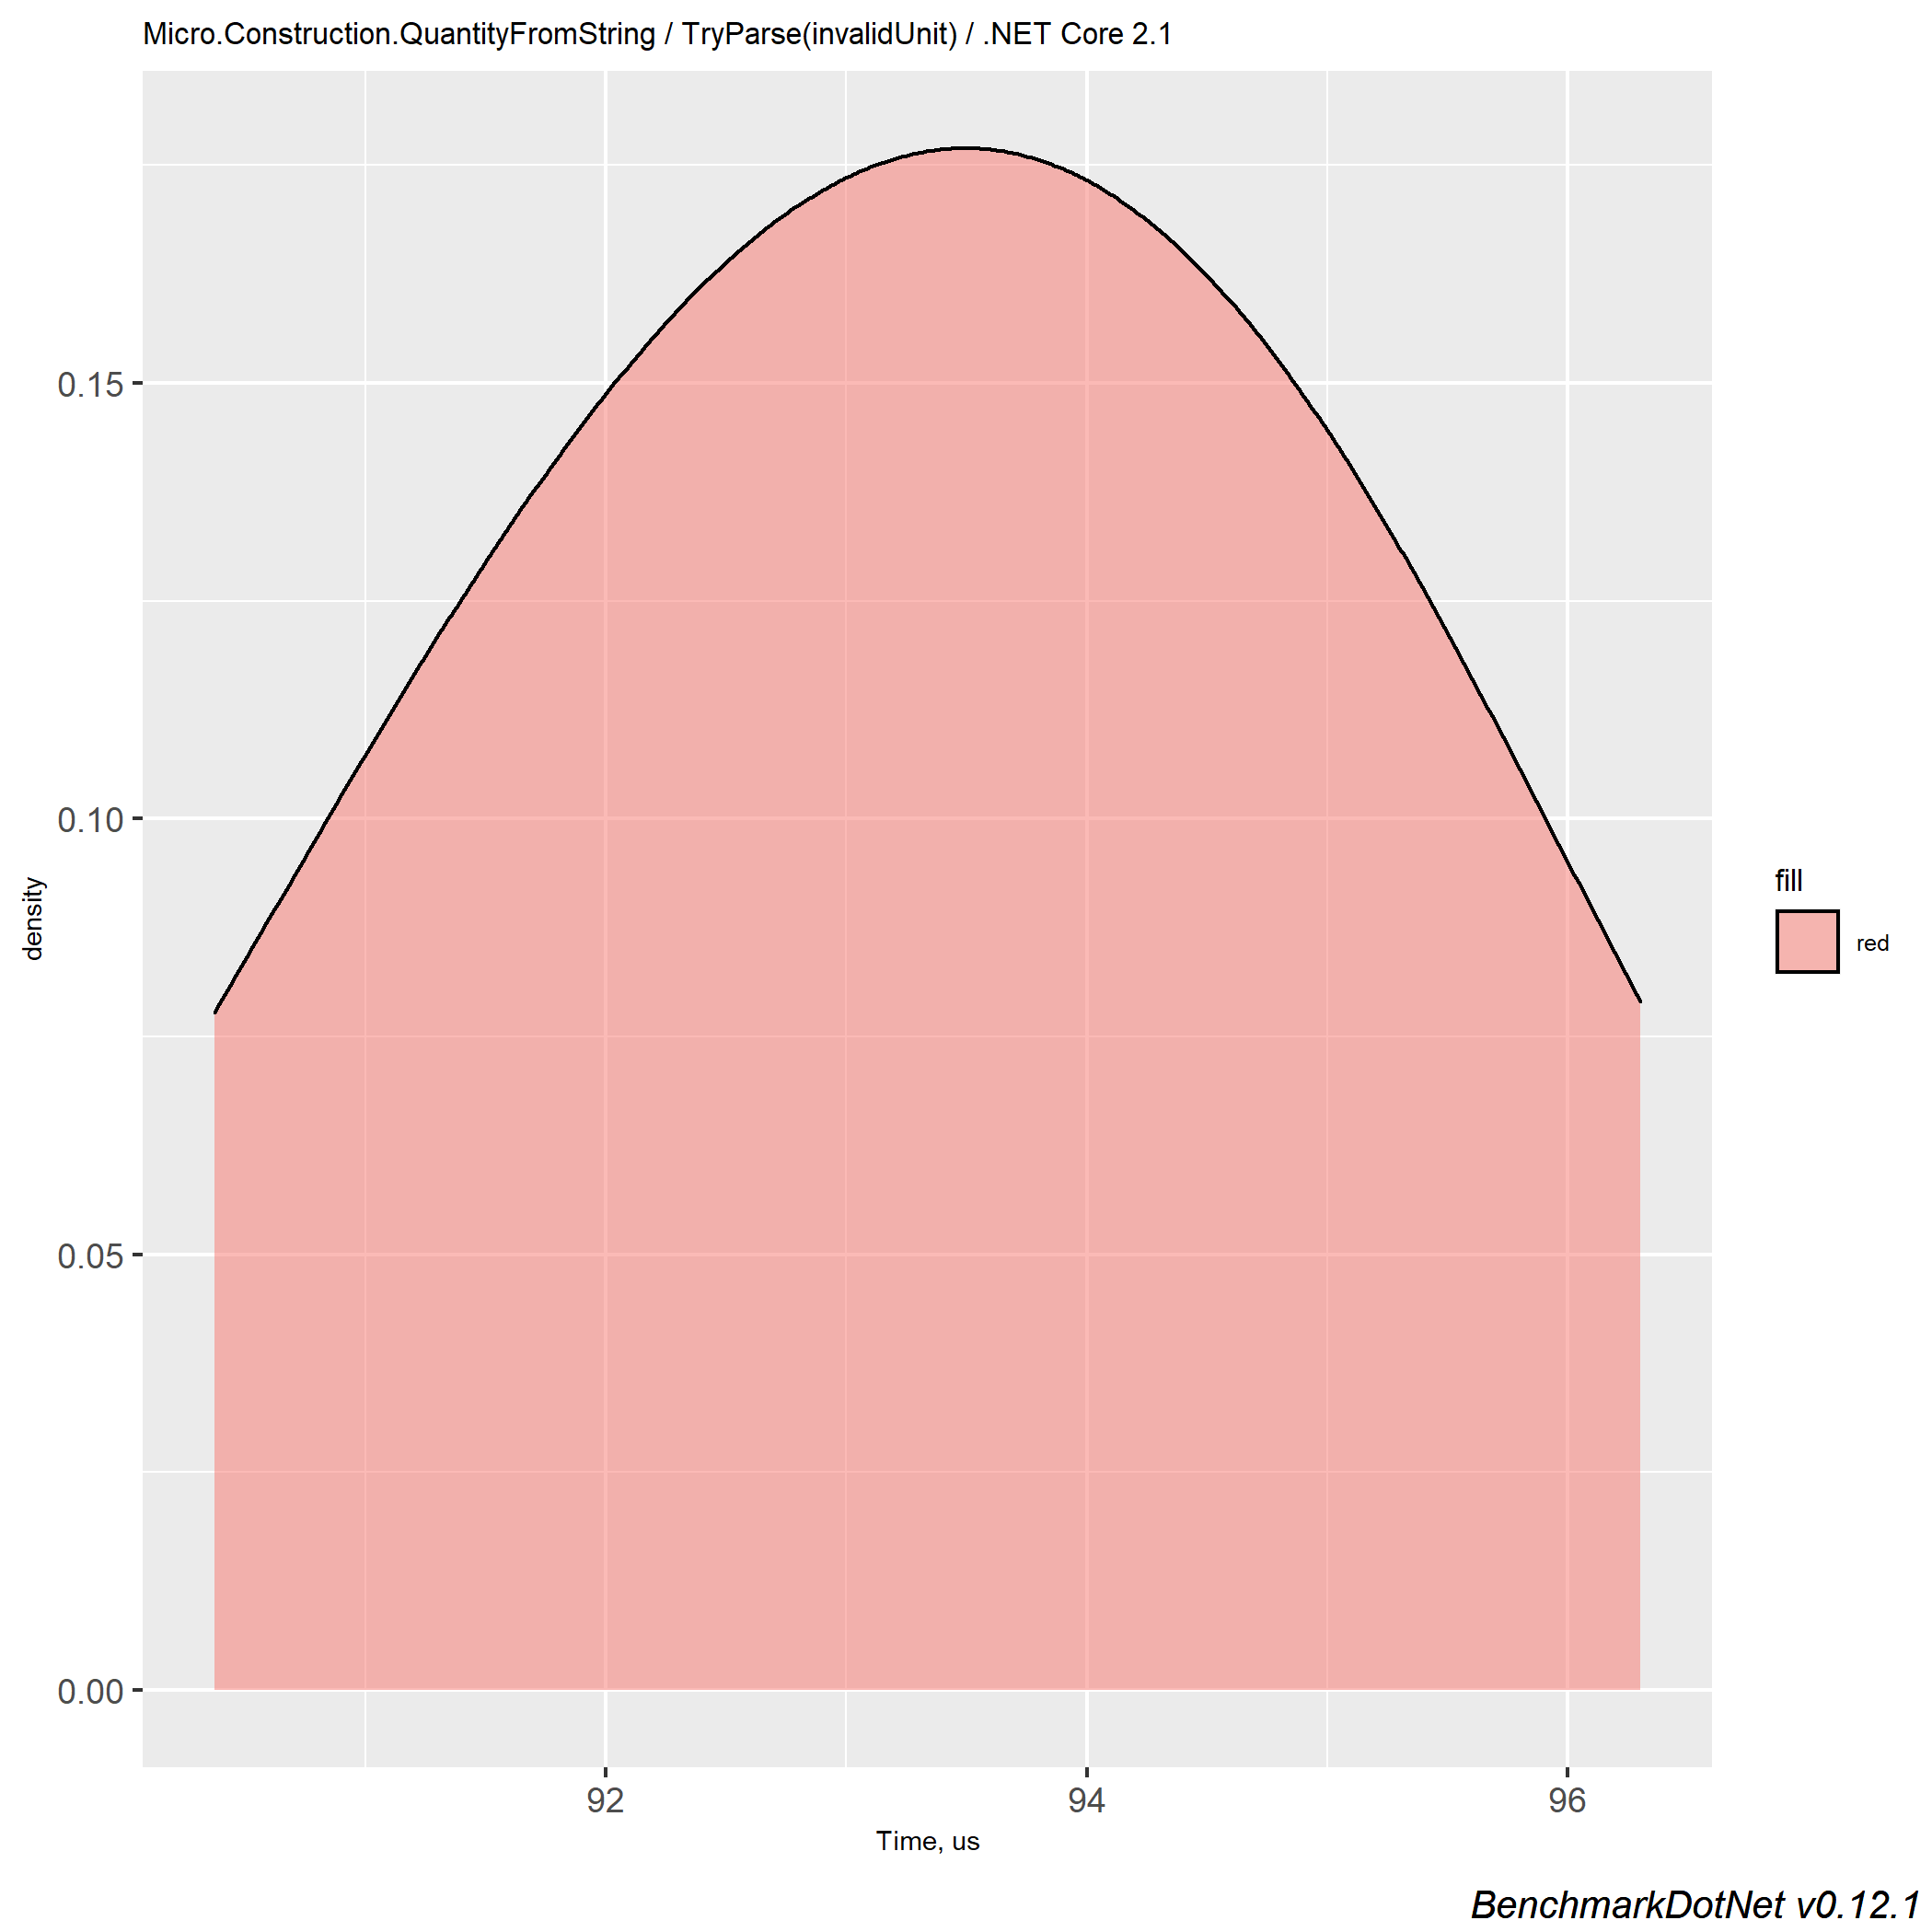 Micro.Construction.QuantityFromString / TryParse(invalidUnit) / .NET Core 2.1
0.15
0.10
0.05
0.00
density
92 94 96
Time, us
fill
red
BenchmarkDotNet v0.12.1